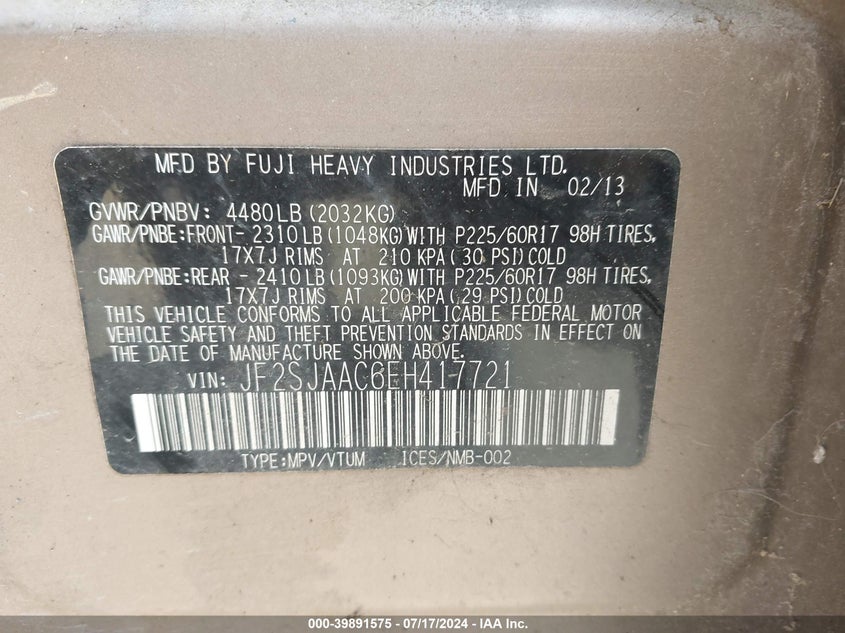 MFD BY FUJI HEAVY INDUSTRIES LTD.
MFD IN 02/13
GVWR/PNBV: 4480LB(2032KG)
GAWR/PNBE:FRONT- 2310LB(1048KG)WITH P225/60R17 98H TIRES,
17X7J RIMS AT 210 KPA(30 PSI)COLD
GAWR/PNBE:REAR - 2410LB(1093KG)WITH P225/60R17 98H TIRES,
17X7J RIMS AT 200 KPA(29 PSI)COLD
THIS VEHICLE CONFORMS TO ALL APPLICABLE FEDERAL MOTOR
VEHICLE SAFETY AND THEFT PREVENTION STANDARDS IN EFFECT ON
THE DATE OF MANUFACTURE SHOWN ABOVE.
VIN: JF2SJAAC6EH417721
TYPE:MPV/VTUM ICES/NMB-002
000-39891575 - 07/17/2024 - IAA Inc.